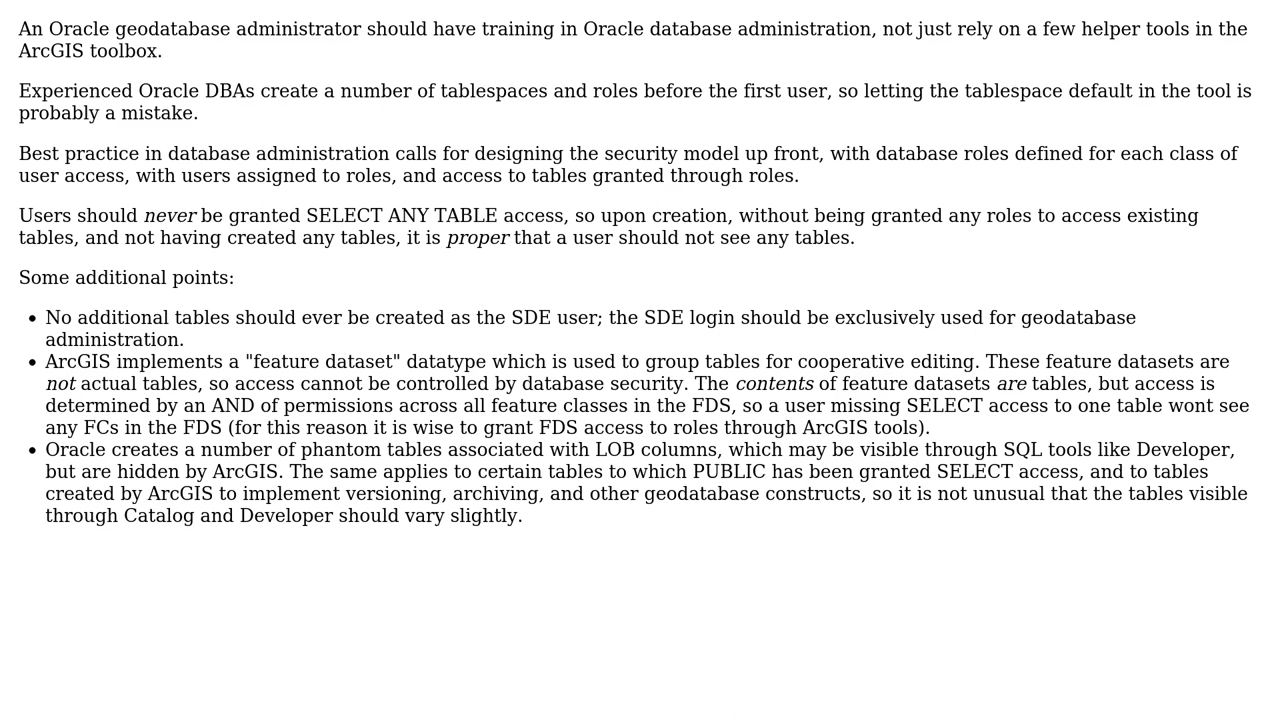 An Oracle geodatabase administrator should have training in Oracle database administration, not just rely on a few helper tools in the
ArcGIS toolbox.
Experienced Oracle DBAs create a number of tablespaces and roles before the first user, so letting the tablespace default in the tool is
probably a mistake.
Best practice in database administration calls for designing the security model up front, with database roles defined for each class of
user access, with users assigned to roles, and access to tables granted through roles.
Users should never be granted SELECT ANY TABLE access, so upon creation, without being granted any roles to access existing
tables, and not having created any tables, it is proper that a user should not see any tables.
Some additional points:
• No additional tables should ever be created as the SDE user; the SDE login should be exclusively used for geodatabase
administration.
• ArcGIS implements a "feature dataset" datatype which is used to group tables for cooperative editing. These feature datasets are
not actual tables, so access cannot be controlled by database security. The contents of feature datasets are tables, but access is
determined by an AND of permissions across all feature classes in the FDS, so a user missing SELECT access to one table wont see
any FCs in the FDS (for this reason it is wise to grant FDS access to roles through ArcGIS tools).
• Oracle creates a number of phantom tables associated with LOB columns, which may be visible through SQL tools like Developer,
but are hidden by ArcGIS. The same applies to certain tables to which PUBLIC has been granted SELECT access, and to tables
created by ArcGIS to implement versioning, archiving, and other geodatabase constructs, so it is not unusual that the tables visible
through Catalog and Developer should vary slightly.